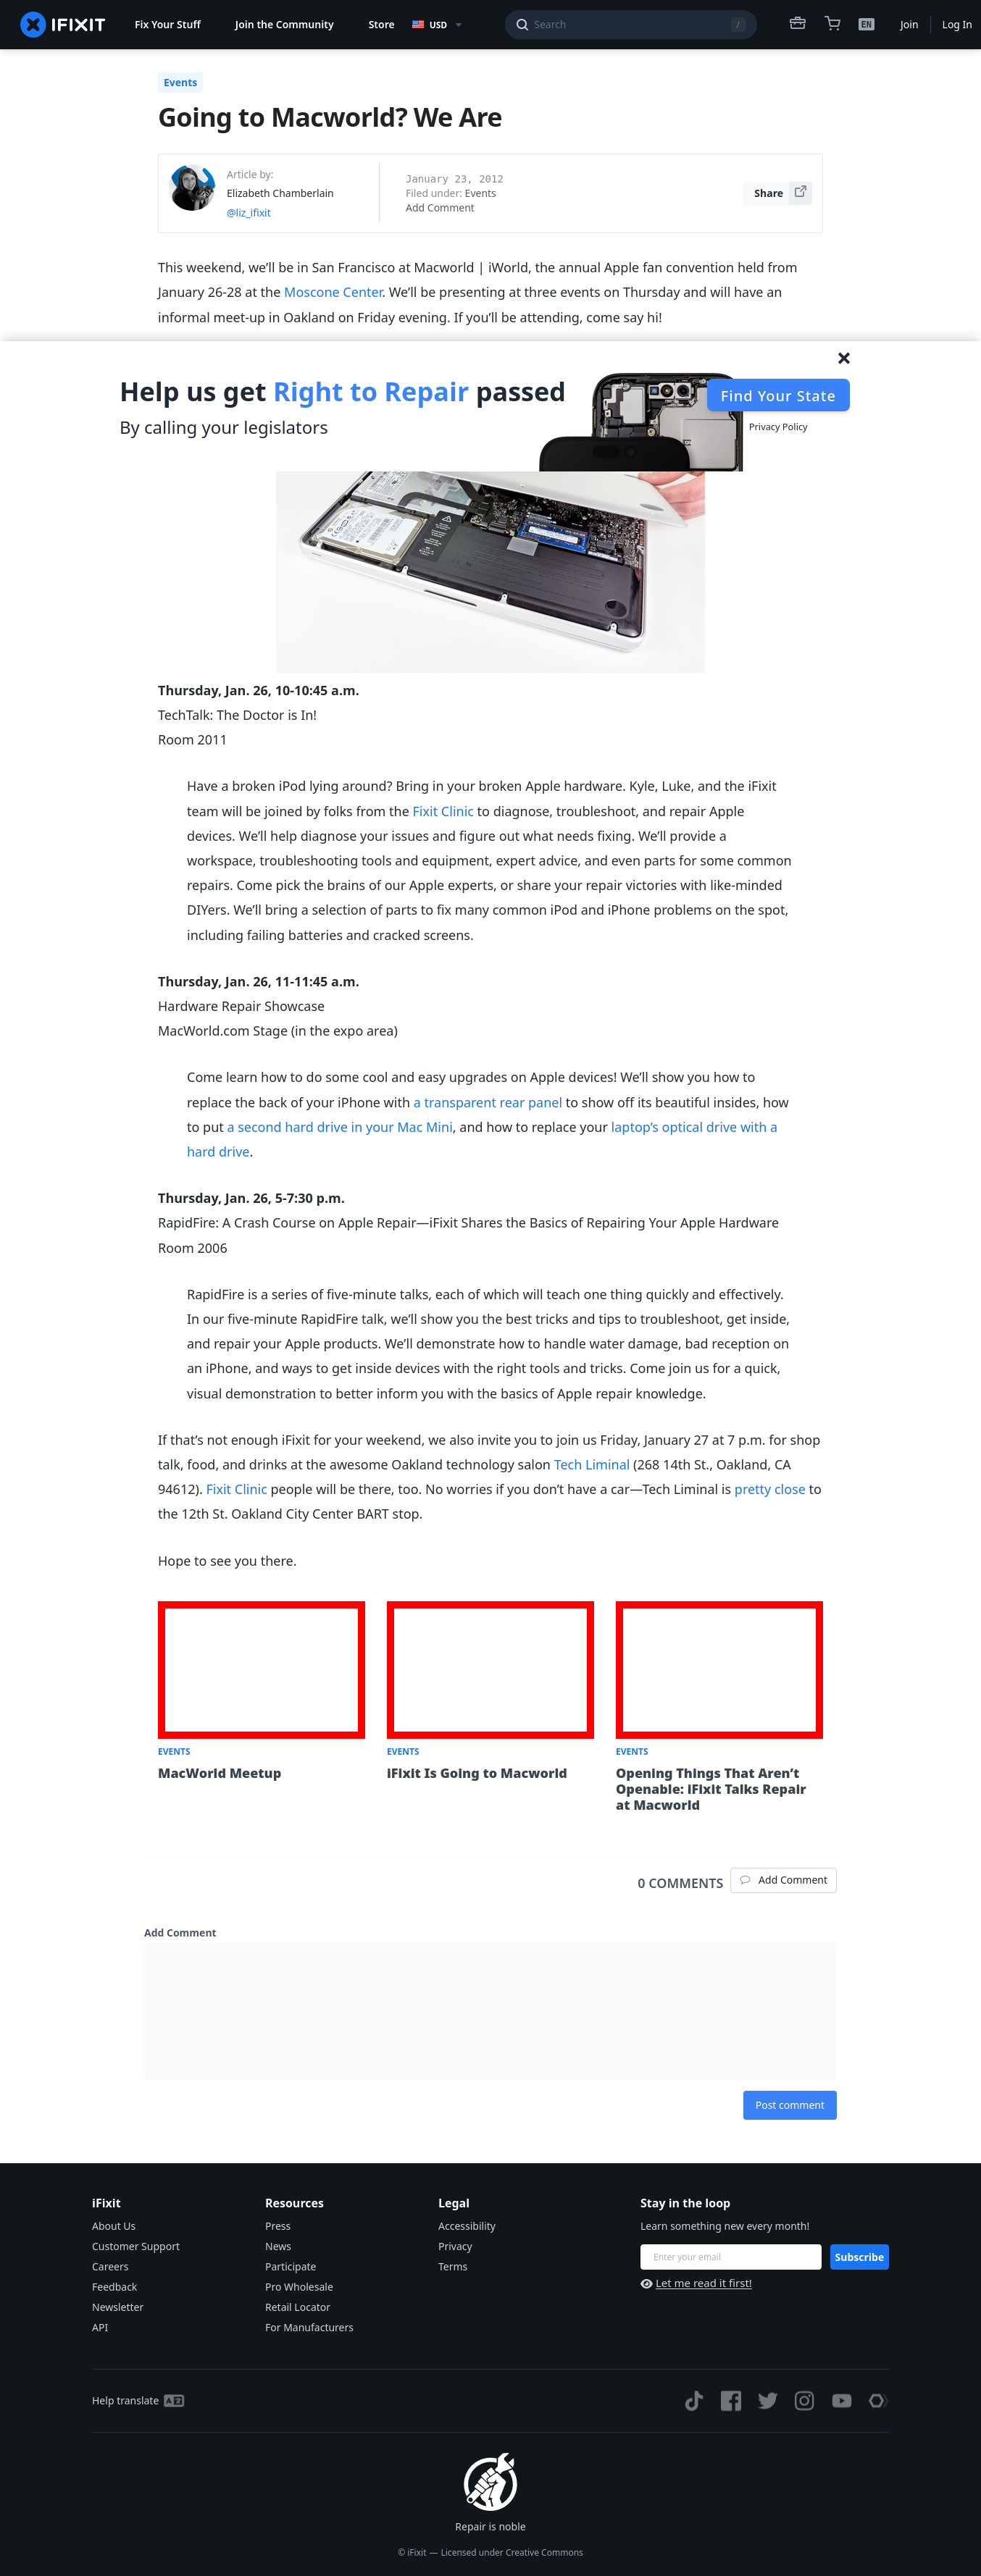 IFIXIT
Fix Your Stuff
Join the Community
Store
USD
Search
/
EN
Join
Log In
Events
Going to Macworld? We Are
Article by:
Elizabeth Chamberlain
@liz_ifixit
January 23, 2012
Filed under: Events
Add Comment
Share
This weekend, we’ll be in San Francisco at Macworld | iWorld, the annual Apple fan convention held from
January 26-28 at the Moscone Center. We’ll be presenting at three events on Thursday and will have an
informal meet-up in Oakland on Friday evening. If you’ll be attending, come say hi!
Help us get Right to Repair passed
By calling your legislators
Find Your State
Privacy Policy
Thursday, Jan. 26, 10-10:45 a.m.
TechTalk: The Doctor is In!
Room 2011
Have a broken iPod lying around? Bring in your broken Apple hardware. Kyle, Luke, and the iFixit
team will be joined by folks from the Fixit Clinic to diagnose, troubleshoot, and repair Apple
devices. We’ll help diagnose your issues and figure out what needs fixing. We’ll provide a
workspace, troubleshooting tools and equipment, expert advice, and even parts for some common
repairs. Come pick the brains of our Apple experts, or share your repair victories with like-minded
DIYers. We’ll bring a selection of parts to fix many common iPod and iPhone problems on the spot,
including failing batteries and cracked screens.
Thursday, Jan. 26, 11-11:45 a.m.
Hardware Repair Showcase
MacWorld.com Stage (in the expo area)
Come learn how to do some cool and easy upgrades on Apple devices! We’ll show you how to
replace the back of your iPhone with a transparent rear panel to show off its beautiful insides, how
to put a second hard drive in your Mac Mini, and how to replace your laptop’s optical drive with a
hard drive.
Thursday, Jan. 26, 5-7:30 p.m.
RapidFire: A Crash Course on Apple Repair—iFixit Shares the Basics of Repairing Your Apple Hardware
Room 2006
RapidFire is a series of five-minute talks, each of which will teach one thing quickly and effectively.
In our five-minute RapidFire talk, we’ll show you the best tricks and tips to troubleshoot, get inside,
and repair your Apple products. We’ll demonstrate how to handle water damage, bad reception on
an iPhone, and ways to get inside devices with the right tools and tricks. Come join us for a quick,
visual demonstration to better inform you with the basics of Apple repair knowledge.
If that’s not enough iFixit for your weekend, we also invite you to join us Friday, January 27 at 7 p.m. for shop
talk, food, and drinks at the awesome Oakland technology salon Tech Liminal (268 14th St., Oakland, CA
94612). Fixit Clinic people will be there, too. No worries if you don’t have a car—Tech Liminal is pretty close to
the 12th St. Oakland City Center BART stop.
Hope to see you there.
EVENTS
MacWorld Meetup
EVENTS
iFixit Is Going to Macworld
EVENTS
Opening Things That Aren’t
Openable: iFixit Talks Repair
at Macworld
0 COMMENTS
Add Comment
Add Comment
Post comment
iFixit
About Us
Customer Support
Careers
Feedback
Newsletter
API
Resources
Press
News
Participate
Pro Wholesale
Retail Locator
For Manufacturers
Legal
Accessibility
Privacy
Terms
Stay in the loop
Learn something new every month!
Enter your email
Subscribe
Let me read it first!
Help translate
Repair is noble
© iFixit — Licensed under Creative Commons